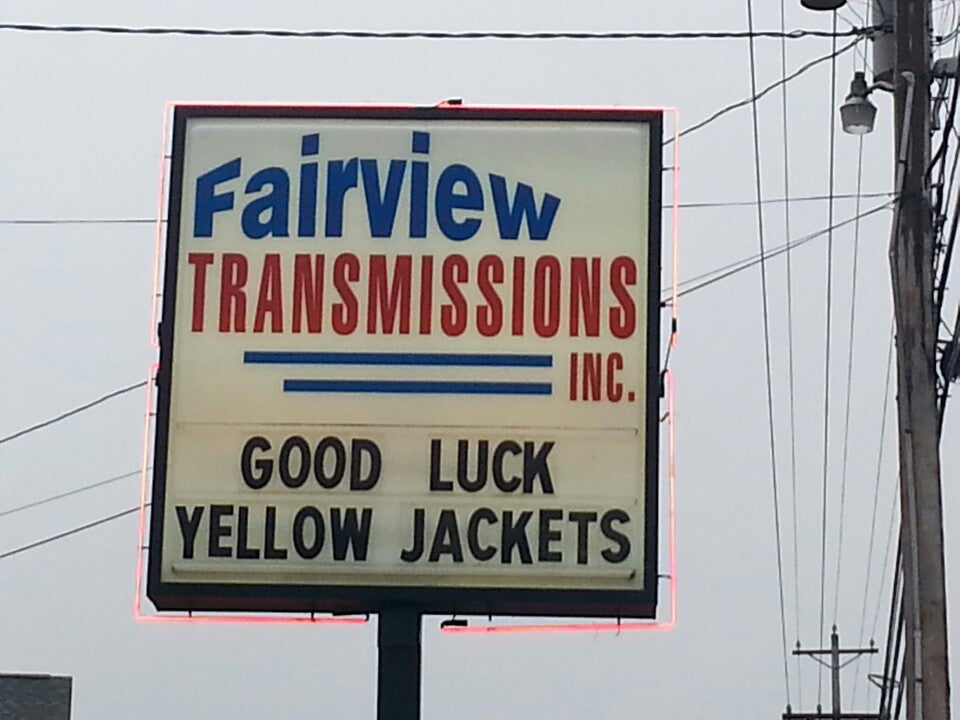 Fairview
TRANSMISSIONS
INC.
GOOD LUCK
YELLOW JACKETS